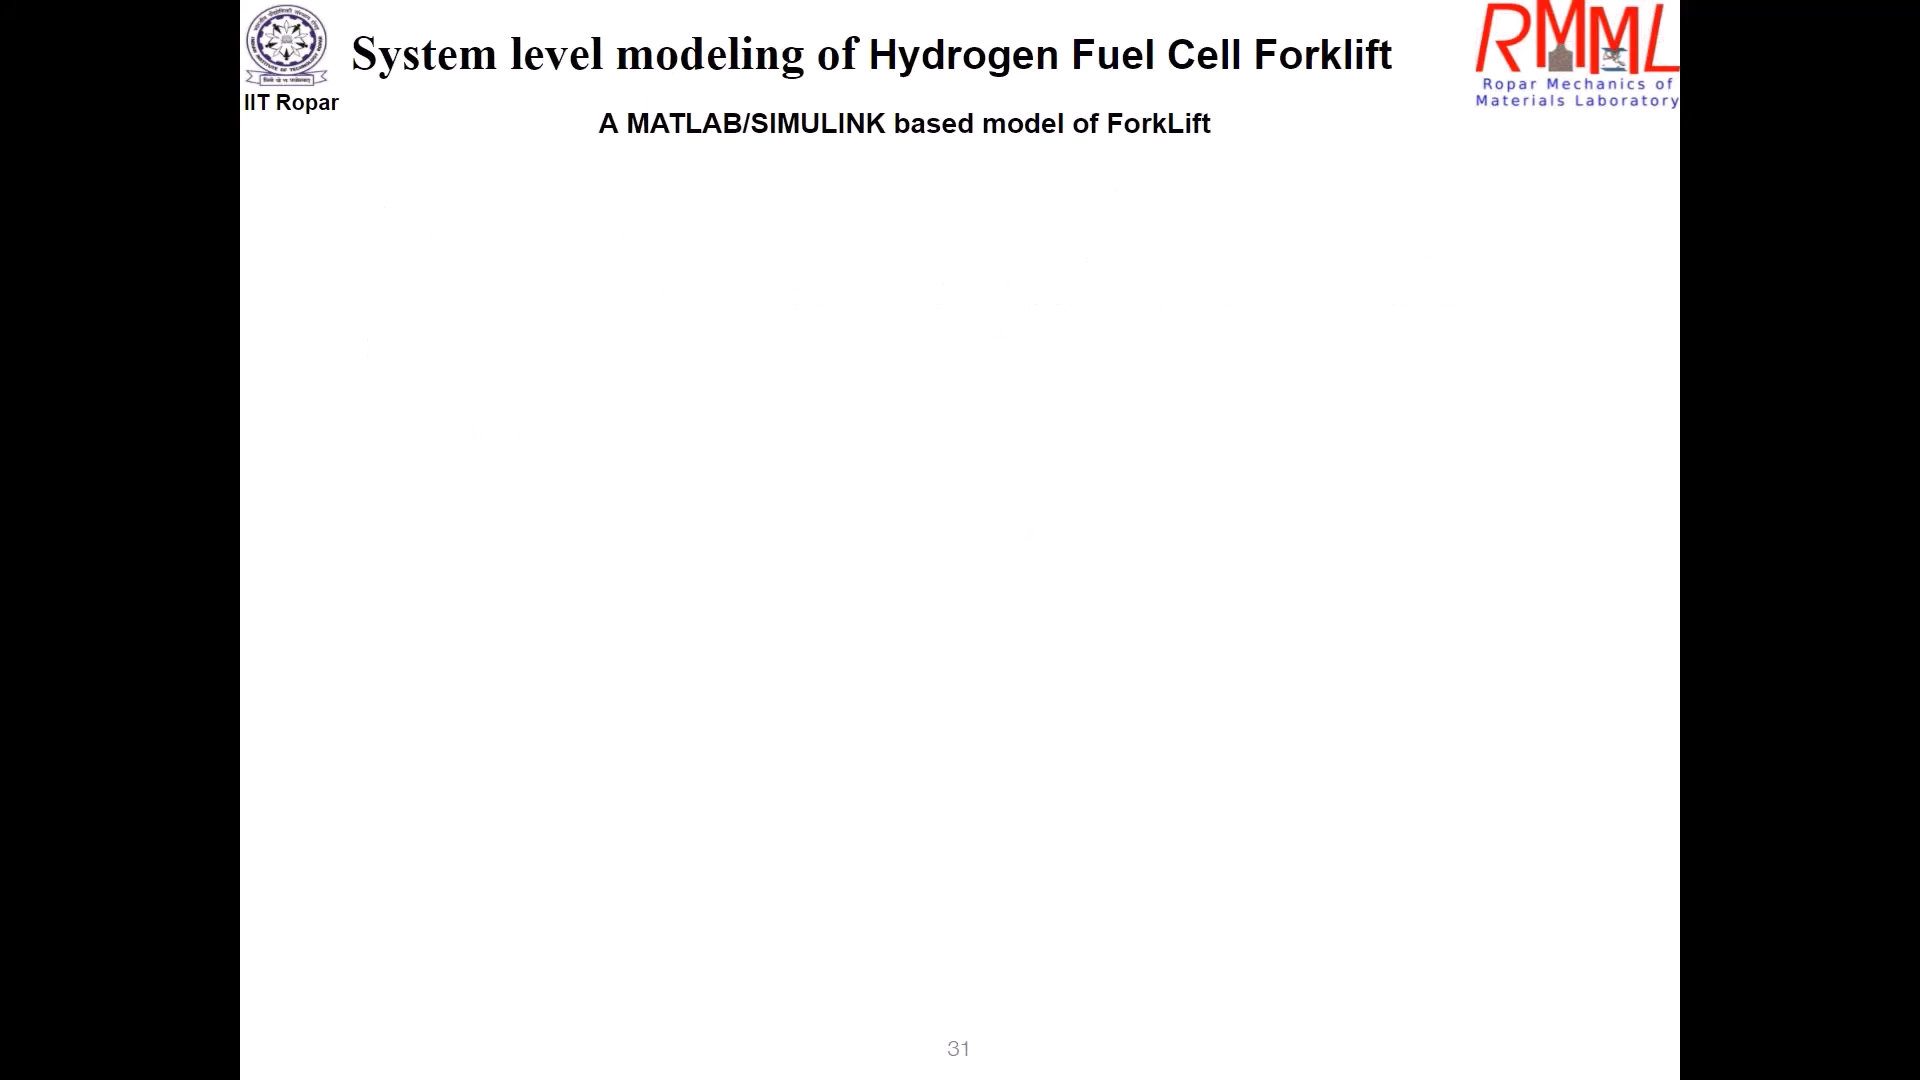 System level modeling of Hydrogen Fuel Cell Forklift
RMML
Ropar Mechanics of
Materials Laboratory
IIT Ropar
A MATLAB/SIMULINK based model of ForkLift
31